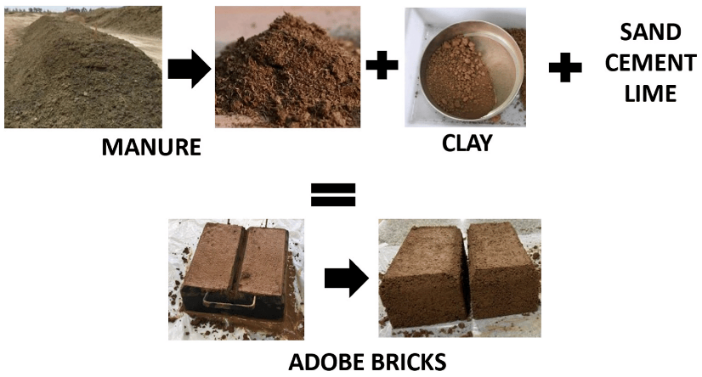 SAND
CEMENT
LIME
MANURE
CLAY
ADOBE BRICKS